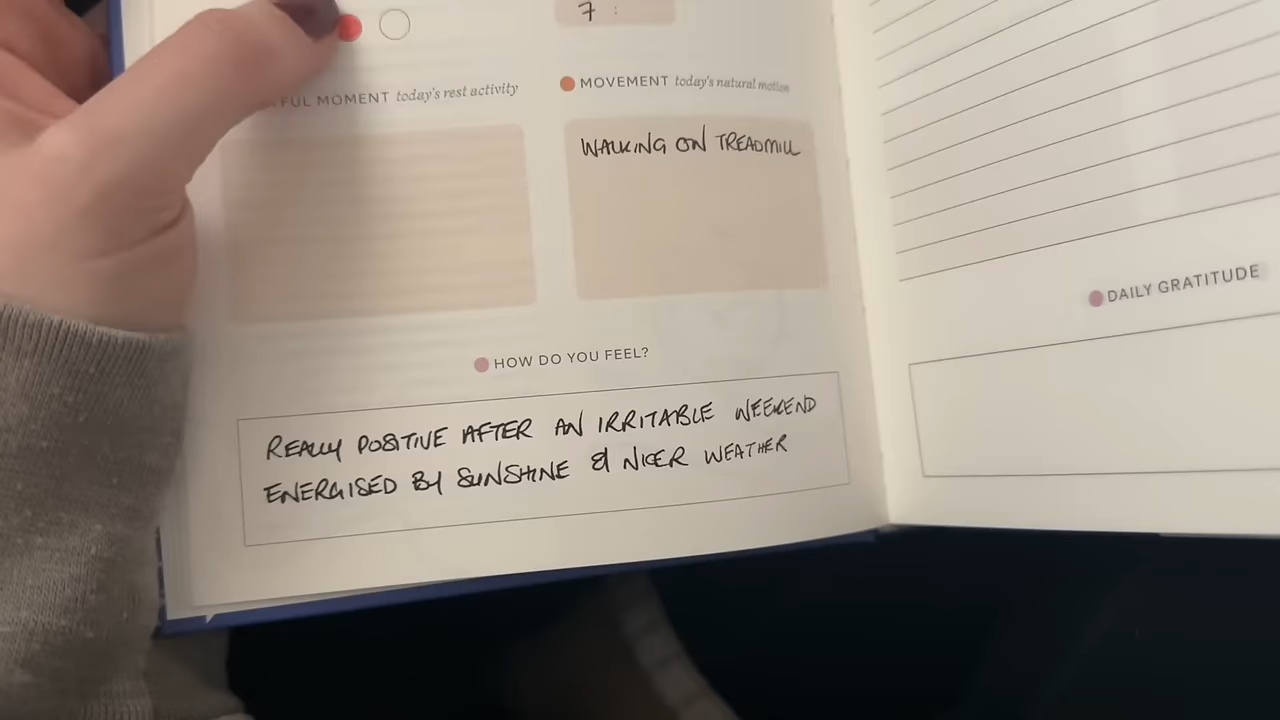 7 :
FUL MOMENT today's rest activity
MOVEMENT today's natural motion
WALKING ON TREADMILL
HOW DO YOU FEEL?
REALLY POSITIVE AFTER AN IRRITABLE WEEKEND
ENERGISED BY SUNSHINE & NICER WEATHER
DAILY GRATITUDE